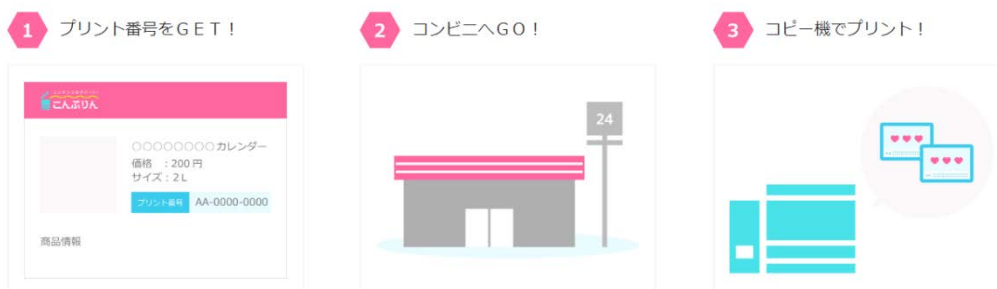 1 プリント番号をGET!
2 コンビニへGO!
3 コピー機でプリント!
こんぷりん
○○○○○○○○カレンダー
価格 :200円
サイズ:2L
プリント番号 AA-0000-0000
商品情報
24